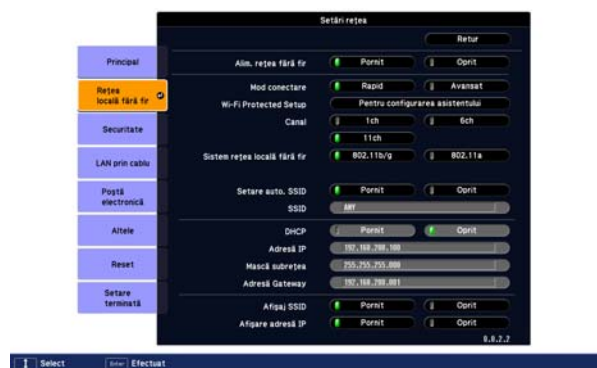 Setări rețea
Retur
Principal
Rețea
locală fără fir
Securitate
LAN prin cablu
Poștă
electronică
Altele
Reset
Setare
terminată
Alim. rețea fără fir Pornit Oprit
Mod conectare Rapid Avansat
Wi-Fi Protected Setup Pentru configurarea asistentului
Canal 1ch 6ch
11ch
Sistem rețea locală fără fir 802.11b/g 802.11a
Setare auto. SSID Pornit Oprit
SSID ANY
DHCP Pornit Oprit
Adresă IP 192.168.200.100
Mască subrețea 255.255.255.000
Adresă Gateway 192.168.200.001
Afișaj SSID Pornit Oprit
Afișare adresă IP Pornit Oprit
0.0.2.2
Select Enter Efectuat